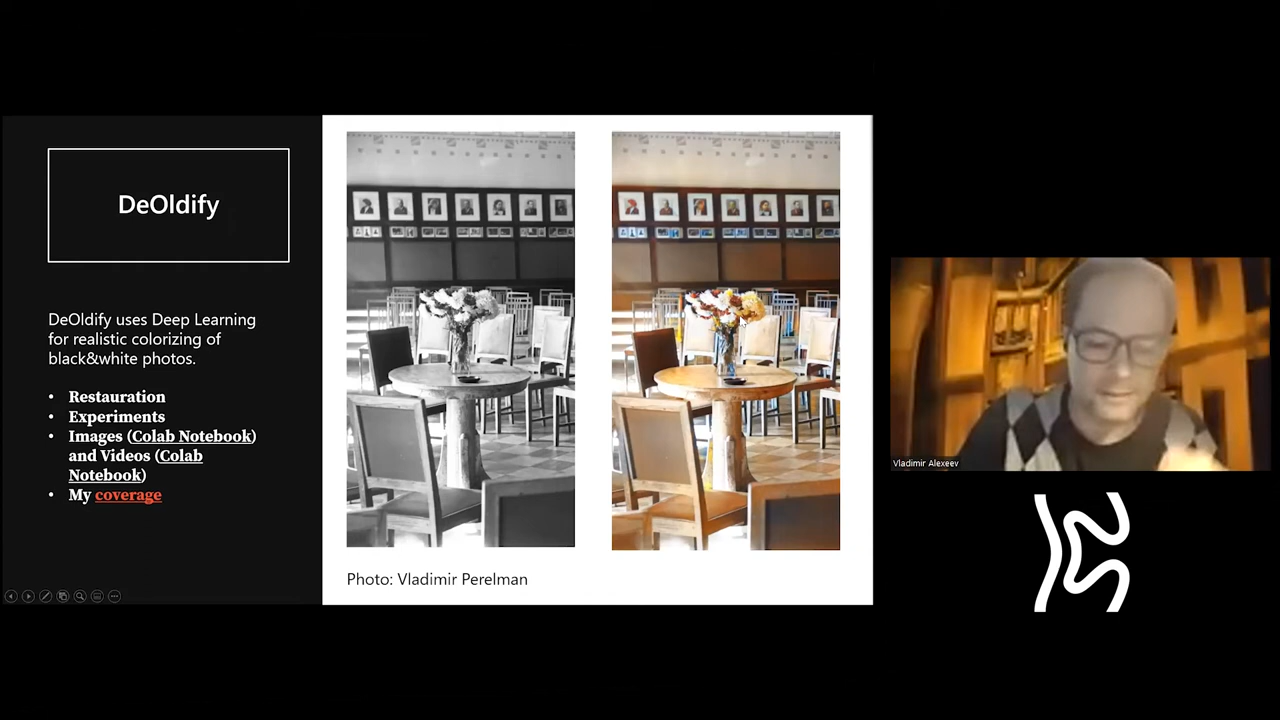 DeOldify
DeOldify uses Deep Learning
for realistic colorizing of
black&white photos.
• Restauration
• Experiments
• Images (Colab Notebook)
and Videos (Colab
Notebook)
• My coverage
Photo: Vladimir Perelman
Vladimir Alexeev